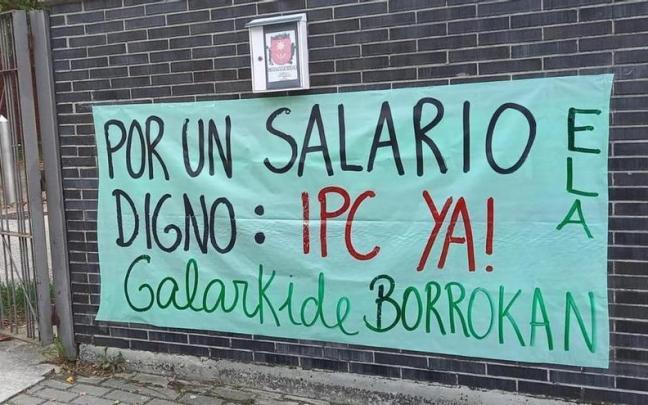 POR UN SALARIO
DIGNO: IPC YA!
Galarkide BORROKAN
ELA